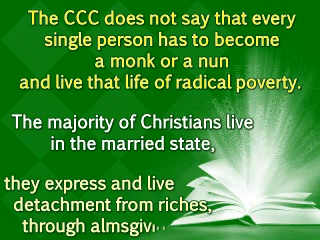 The CCC does not say that every
single person has to become
a monk or a nun
and live that life of radical poverty.
The majority of Christians live
in the married state,
they express and live
detachment from riches,
through